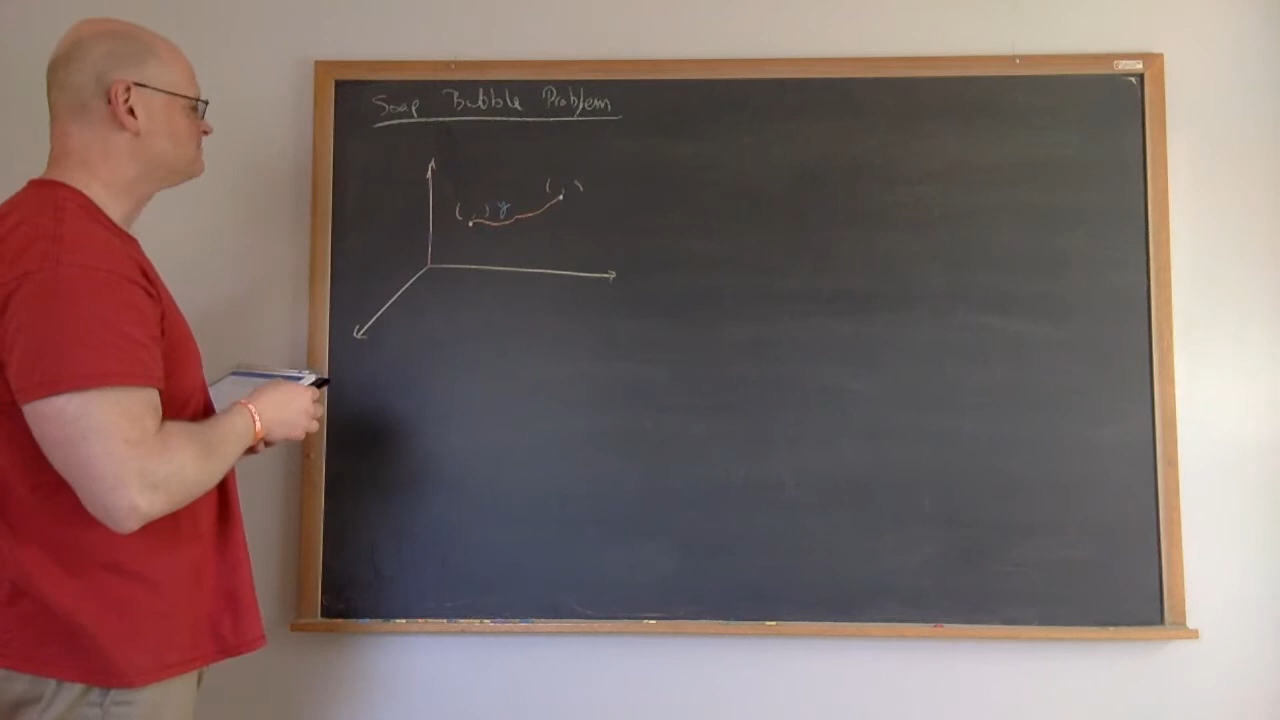 Soap Bubble Problem
( , )
( , ) y